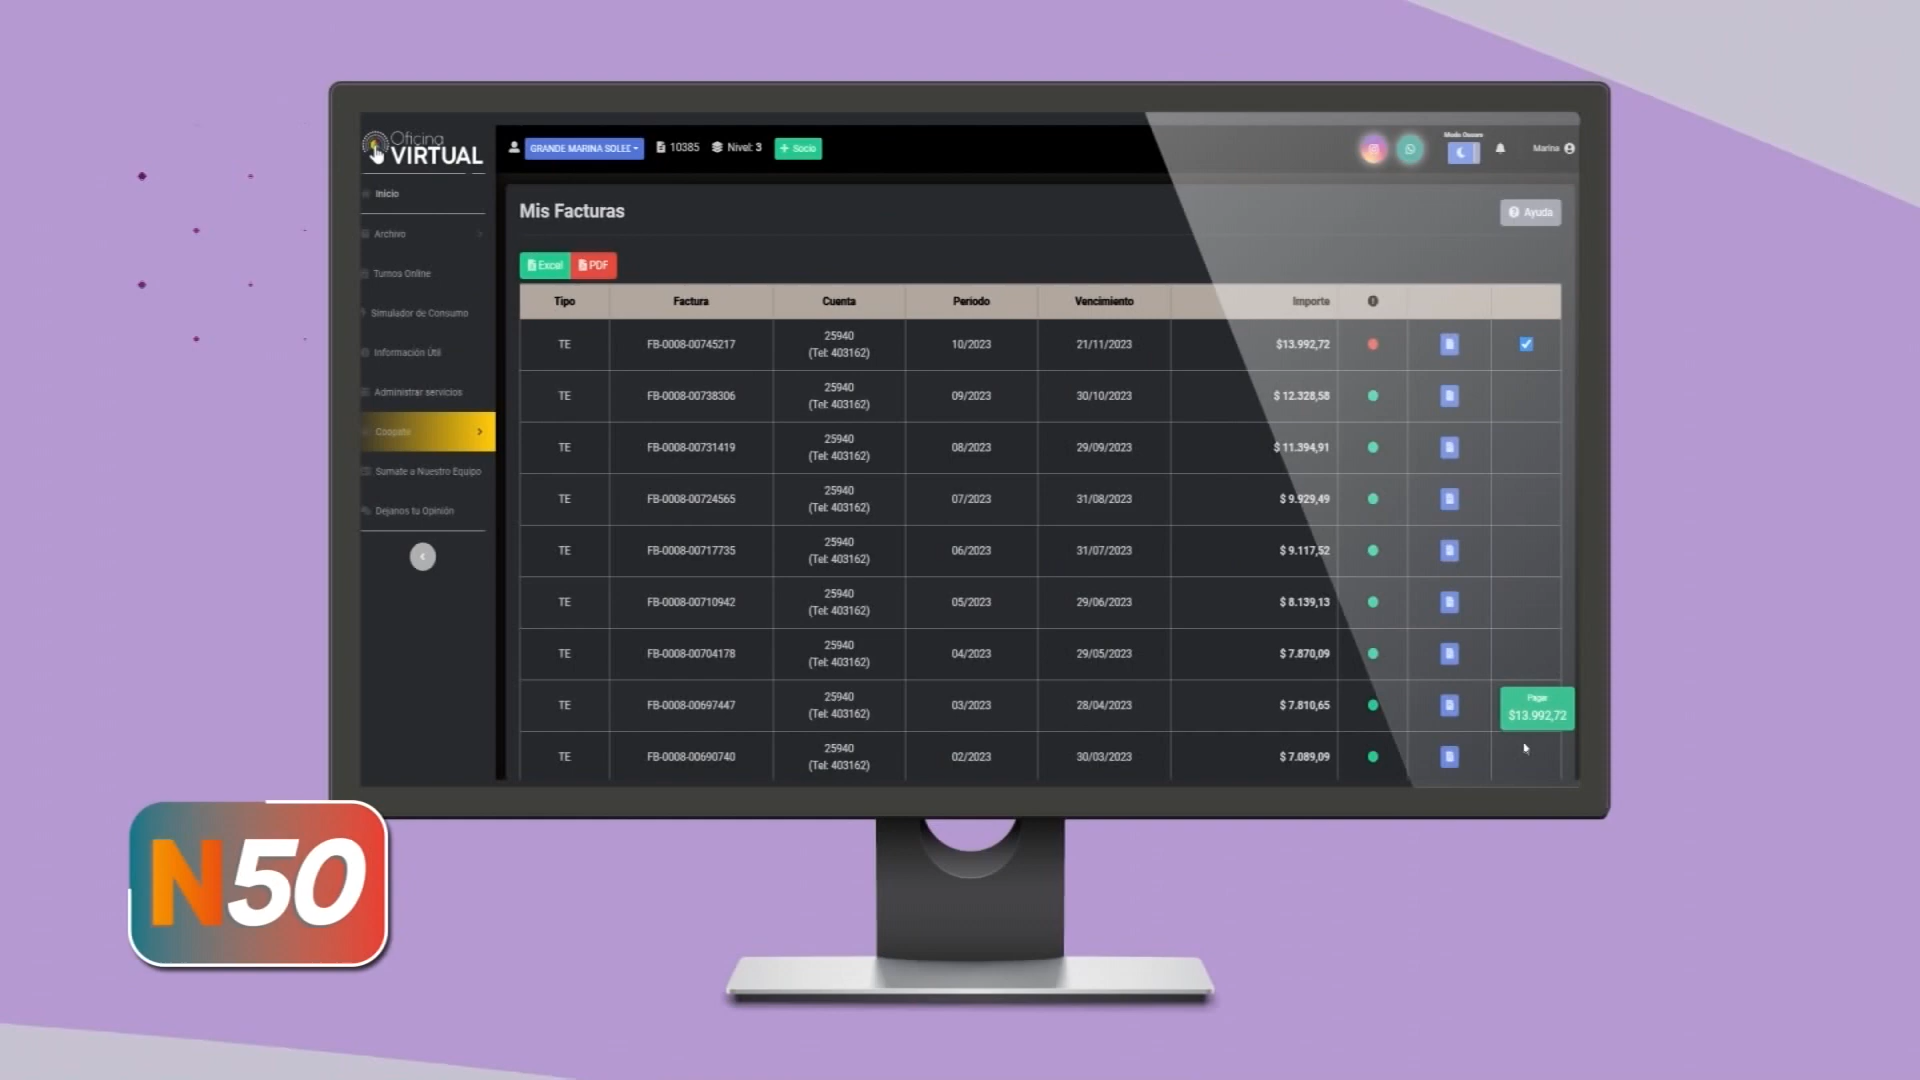 Oficina
VIRTUAL
GRANDE MARINA SOLEE 10385 Nivel: 3 + Socio
Modo Oscuro
Marina
Inicio
Archivo
Turnos Online
Simulador de Consumo
Información Útil
Administrar servicios
Coopato
Sumate a Nuestro Equipo
Dejanos tu Opinión
Mis Facturas
Ayuda
Excel PDF
Tipo Factura Cuenta Período Vencimiento Importe
TE FB-0008-00745217 25940 (Tel: 403162) 10/2023 21/11/2023 $13.992,72
TE FB-0008-00738306 25940 (Tel: 403162) 09/2023 30/10/2023 $ 12.328,58
TE FB-0008-00731419 25940 (Tel: 403162) 08/2023 29/09/2023 $ 11.394,91
TE FB-0008-00724565 25940 (Tel: 403162) 07/2023 31/08/2023 $ 9.929,49
TE FB-0008-00717735 25940 (Tel: 403162) 06/2023 31/07/2023 $ 9.117,52
TE FB-0008-00710942 25940 (Tel: 403162) 05/2023 29/06/2023 $ 8.139,13
TE FB-0008-00704178 25940 (Tel: 403162) 04/2023 29/05/2023 $ 7.870,09
TE FB-0008-00697447 25940 (Tel: 403162) 03/2023 28/04/2023 $ 7.810,65
TE FB-0008-00690740 25940 (Tel: 403162) 02/2023 30/03/2023 $ 7.089,09
Pagar
$13.992,72
N50